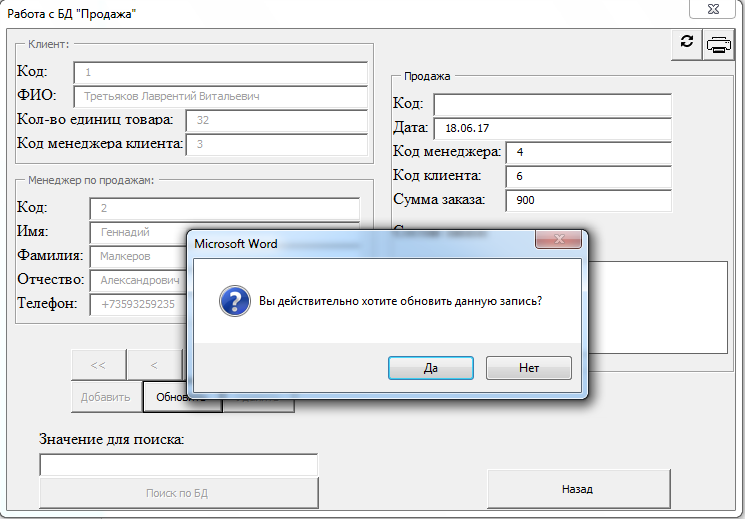 Работа с БД "Продажа"
Клиент:
Код: 1
ФИО: Третьяков Лаврентий Витальевич
Кол-во единиц товара: 32
Код менеджера клиента: 3
Менеджер по продажам:
Код: 2
Имя: Геннадий
Фамилия: Малкеров
Отчество: Александрович
Телефон: +73593259235
Продажа
Код:
Дата: 18.06.17
Код менеджера: 4
Код клиента: 6
Сумма заказа: 900
Microsoft Word
Вы действительно хотите обновить данную запись?
Да Нет
<< <
Добавить
Значение для поиска:
Поиск по БД
Назад